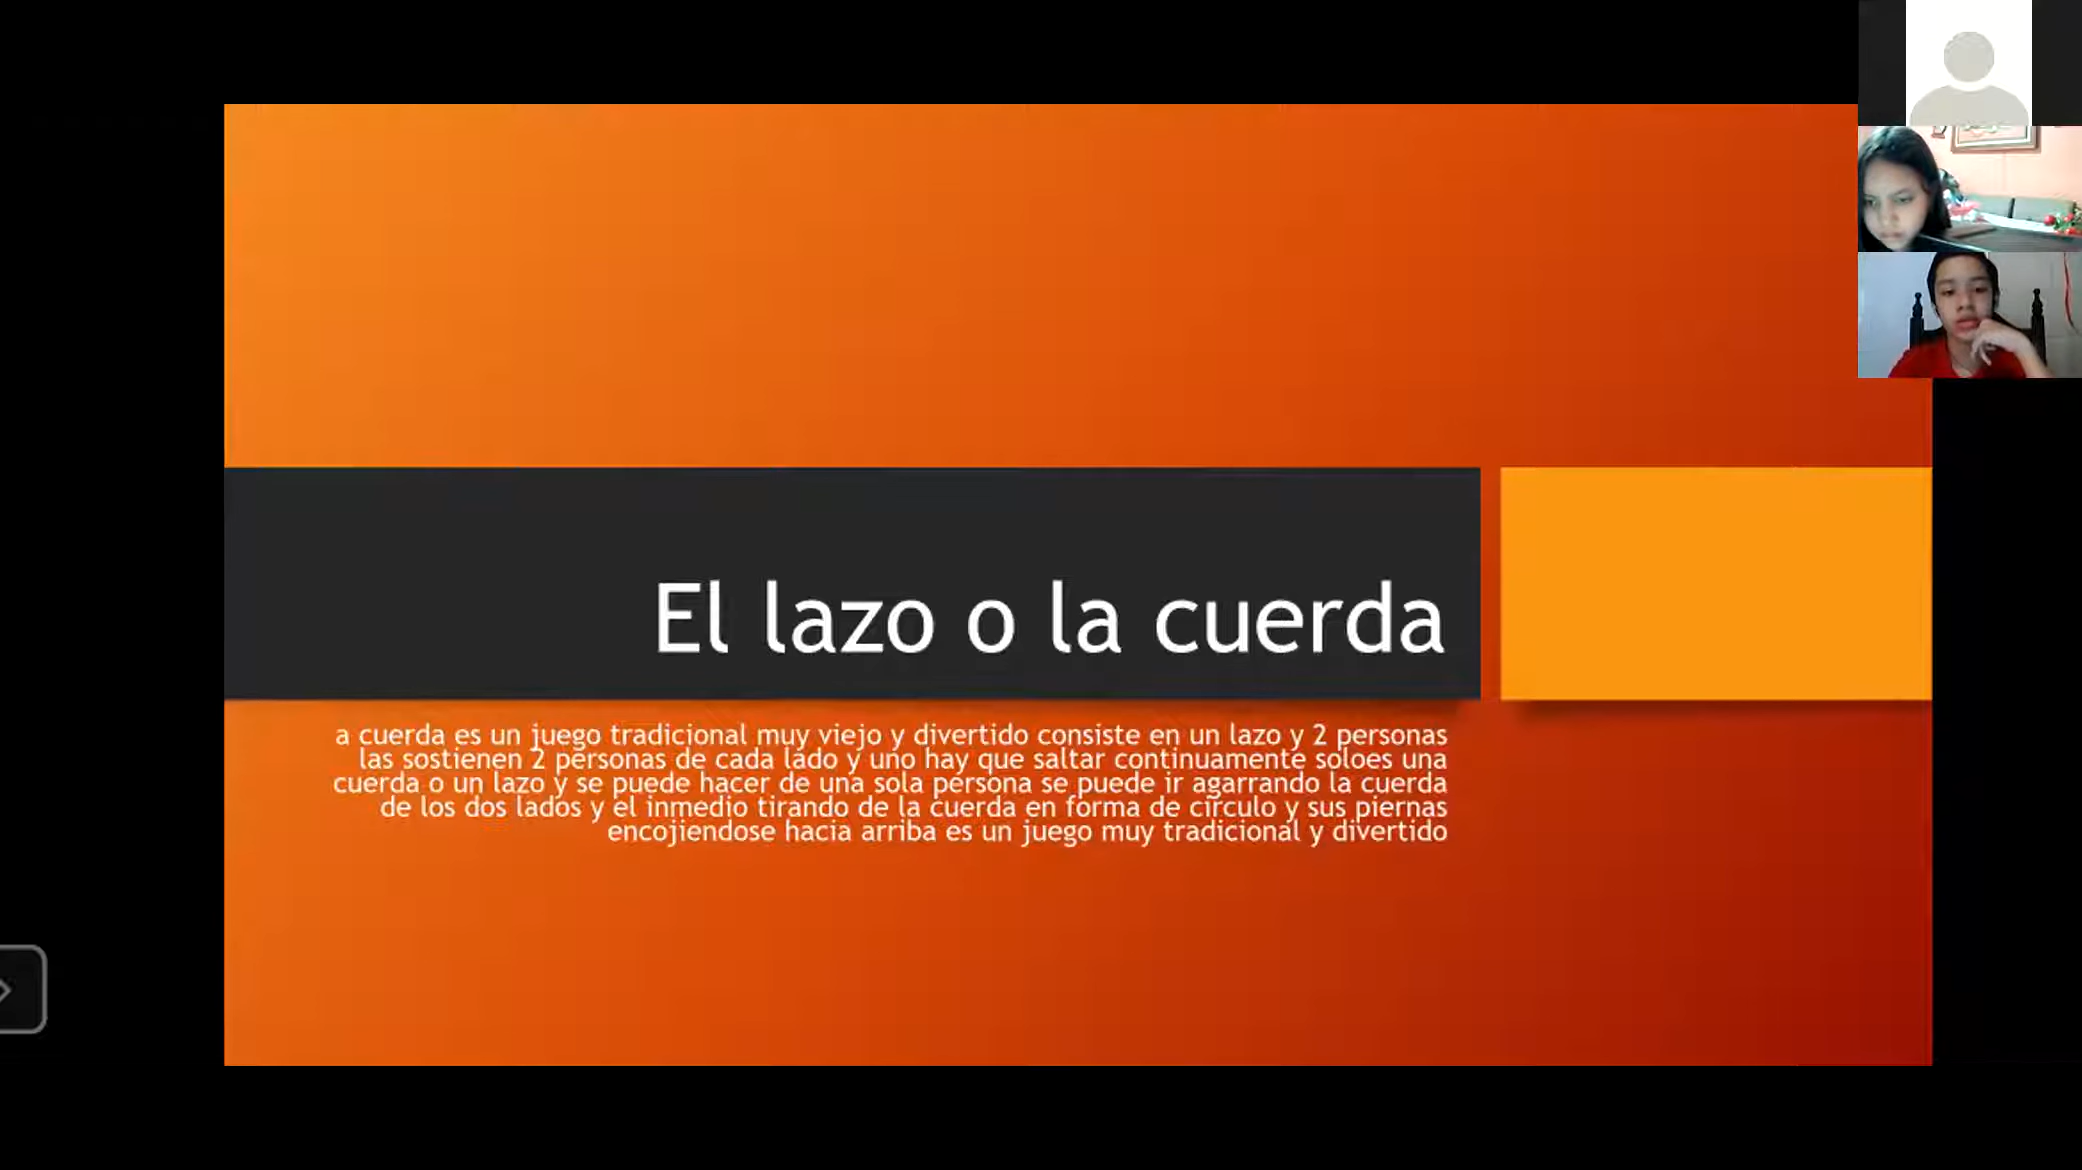 El lazo o la cuerda
a cuerda es un juego tradicional muy viejo y divertido consiste en un lazo y 2 personas
las sostienen 2 personas de cada lado y uno hay que saltar continuamente soloes una
cuerda o un lazo y se puede hacer de una sola persona se puede ir agarrando la cuerda
de los dos lados y el inmedio tirando de la cuerda en forma de círculo y sus piernas
encojiendose hacia arriba es un juego muy tradicional y divertido